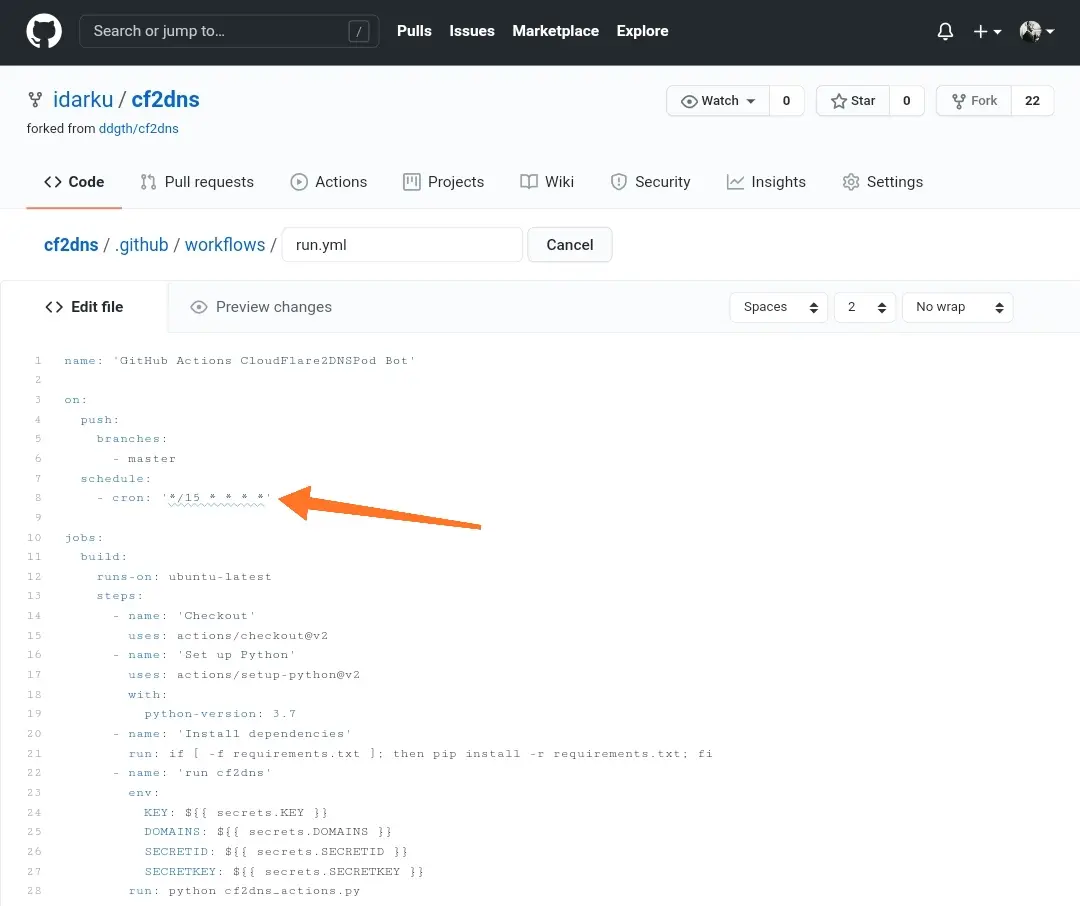 Search or jump to... /
Pulls Issues Marketplace Explore
idarku / cf2dns
Watch 0 Star 0 Fork 22
forked from ddgth/cf2dns
Code Pull requests Actions Projects Wiki Security Insights Settings
cf2dns / .github / workflows / run.yml Cancel
Edit file Preview changes Spaces 2 No wrap
1 name: 'GitHub Actions CloudFlare2DNSPod Bot'
2
3 on:
4 push:
5 branches:
6 - master
7 schedule:
8 - cron: '*/15 * * * *'
9
10 jobs:
11 build:
12 runs-on: ubuntu-latest
13 steps:
14 - name: 'Checkout'
15 uses: actions/checkout@v2
16 - name: 'Set up Python'
17 uses: actions/setup-python@v2
18 with:
19 python-version: 3.7
20 - name: 'Install dependencies'
21 run: if [ -f requirements.txt ]; then pip install -r requirements.txt; fi
22 - name: 'run cf2dns'
23 env:
24 KEY: ${{ secrets.KEY }}
25 DOMAINS: ${{ secrets.DOMAINS }}
26 SECRETID: ${{ secrets.SECRETID }}
27 SECRETKEY: ${{ secrets.SECRETKEY }}
28 run: python cf2dns_actions.py